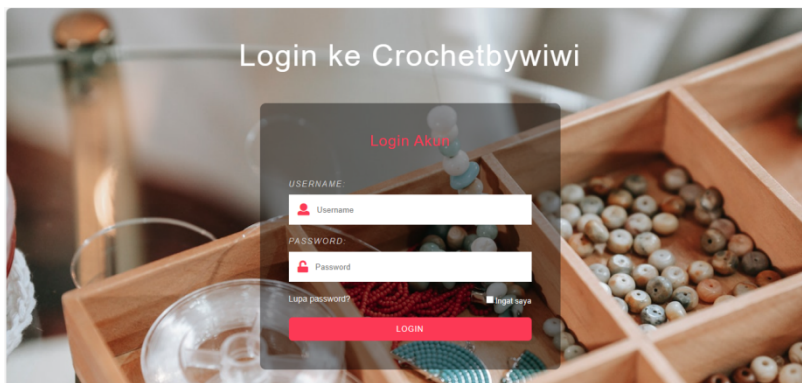 Login ke Crochetbywiwi
Login Akun
USERNAME:
Username
PASSWORD:
Password
Lupa password? Ingat saya
LOGIN